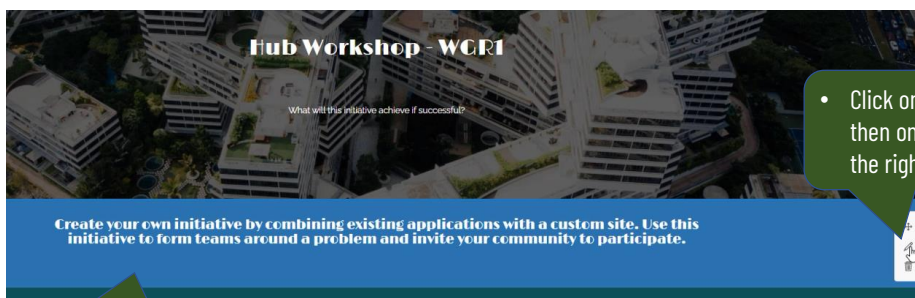 Hub Workshop - WGR1
What will this initiative achieve if successful?
• Click on
then on
the righ
Create your own initiative by combining existing applications with a custom site. Use this
initiative to form teams around a problem and invite your community to participate.